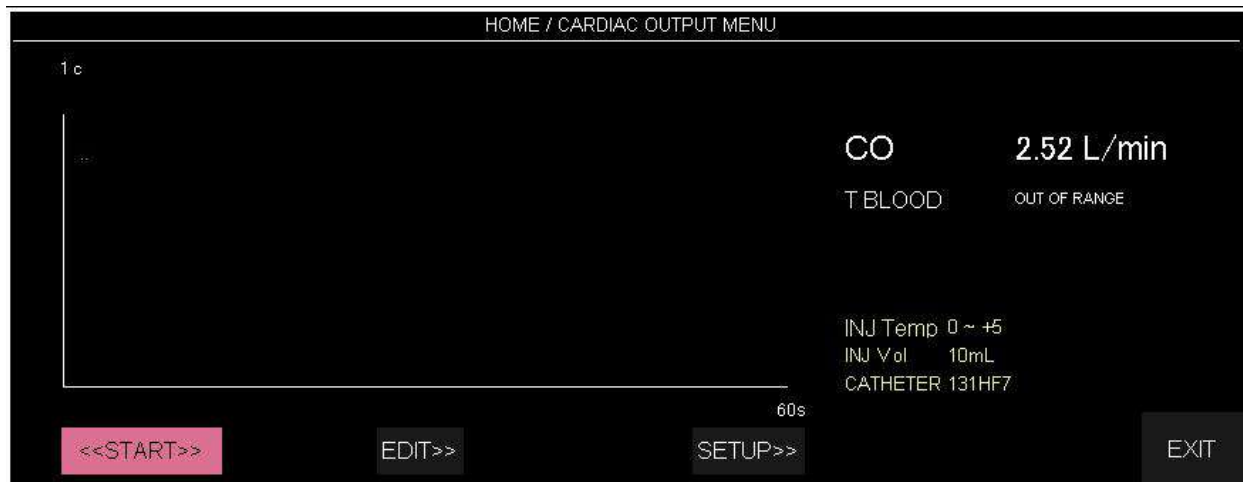 HOME / CARDIAC OUTPUT MENU
1 c
CO 2.52 L/min
T BLOOD OUT OF RANGE
INJ Temp 0 ~ +5
INJ Vol 10mL
CATHETER 131HF7
60s
<<START>> EDIT>> SETUP>> EXIT